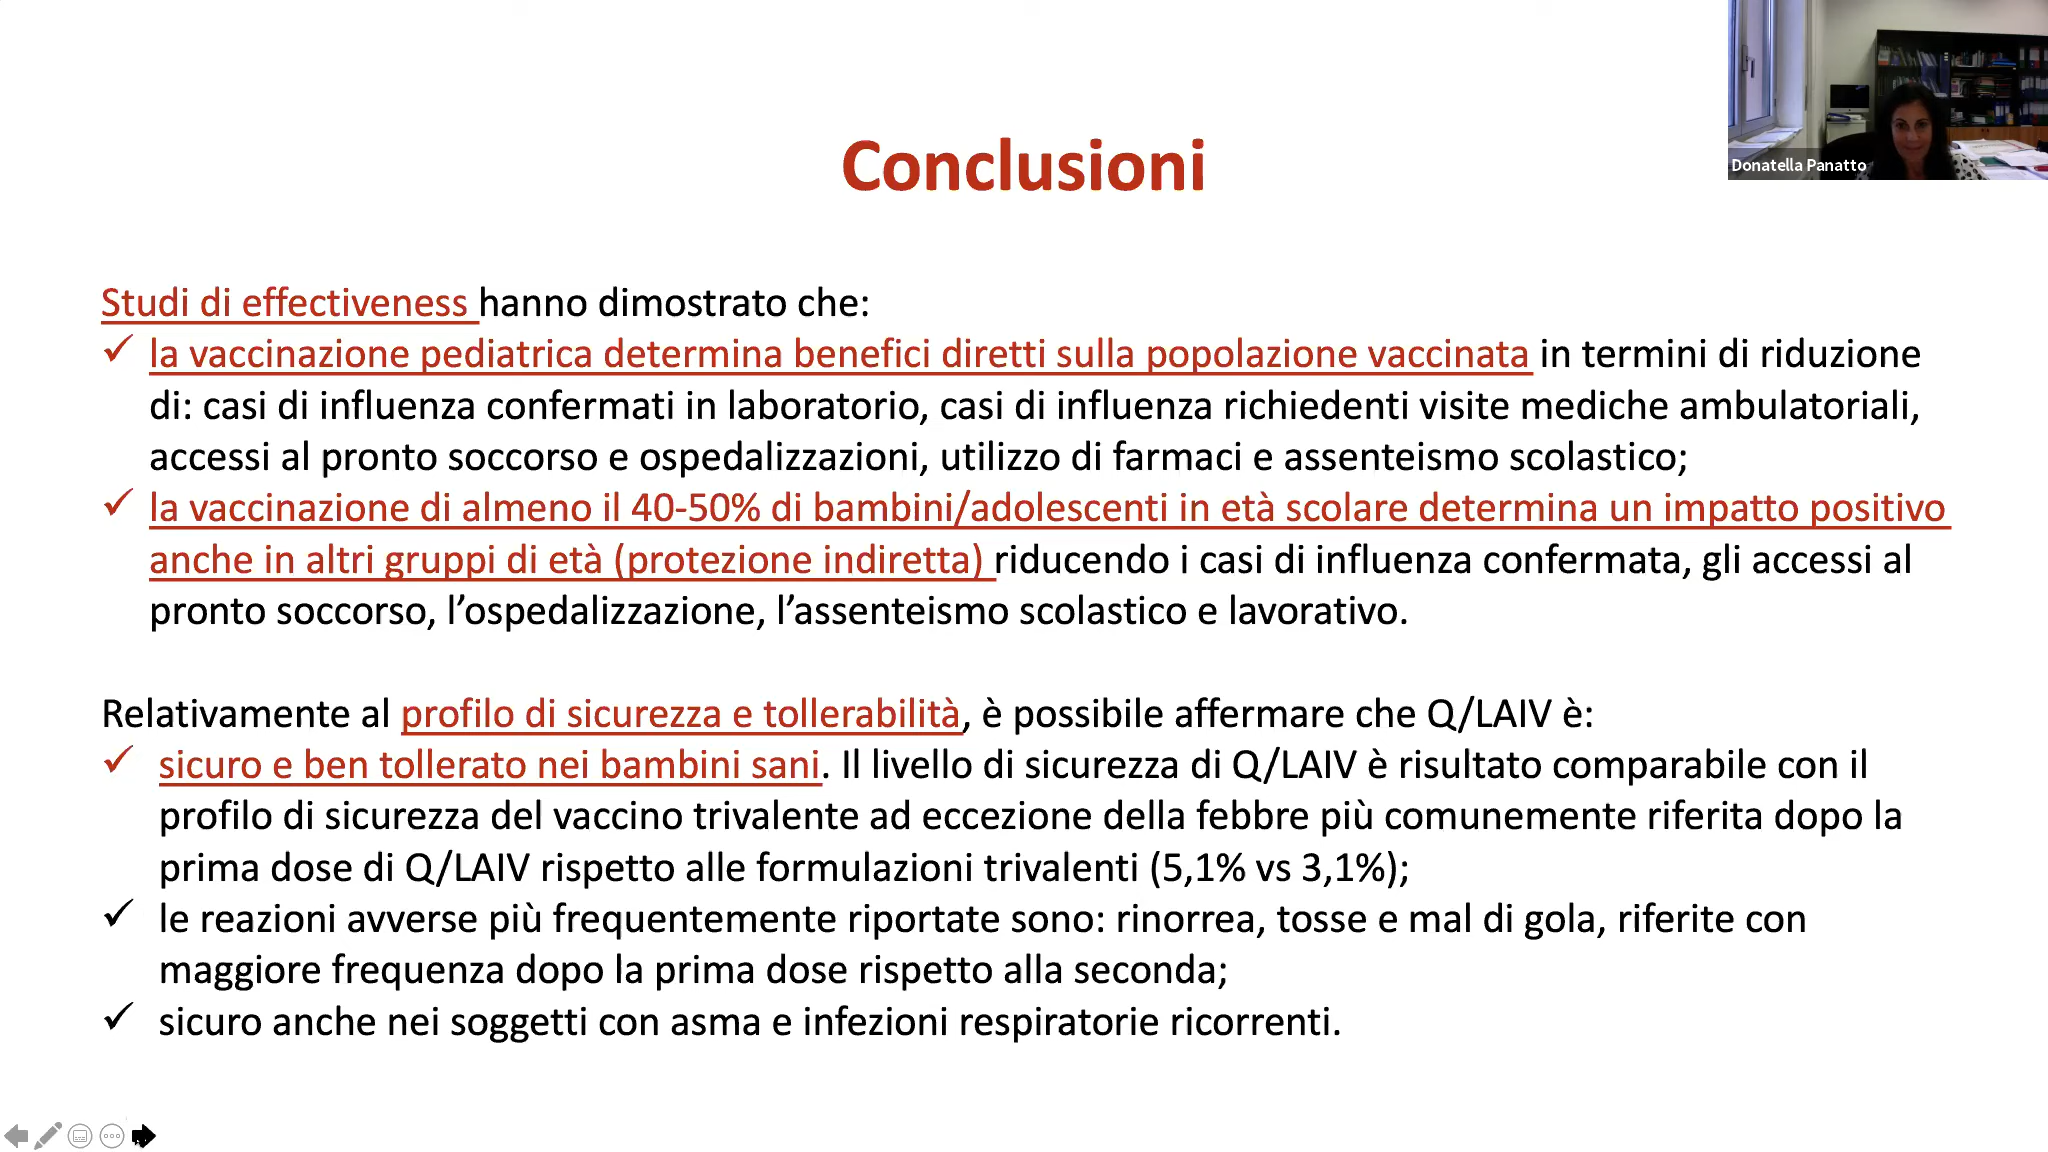 Donatella Panatto
Conclusioni
Studi di effectiveness hanno dimostrato che:
✓ la vaccinazione pediatrica determina benefici diretti sulla popolazione vaccinata in termini di riduzione
di: casi di influenza confermati in laboratorio, casi di influenza richiedenti visite mediche ambulatoriali,
accessi al pronto soccorso e ospedalizzazioni, utilizzo di farmaci e assenteismo scolastico;
✓ la vaccinazione di almeno il 40-50% di bambini/adolescenti in età scolare determina un impatto positivo
anche in altri gruppi di età (protezione indiretta) riducendo i casi di influenza confermata, gli accessi al
pronto soccorso, l’ospedalizzazione, l’assenteismo scolastico e lavorativo.
Relativamente al profilo di sicurezza e tollerabilità, è possibile affermare che Q/LAIV è:
✓ sicuro e ben tollerato nei bambini sani. Il livello di sicurezza di Q/LAIV è risultato comparabile con il
profilo di sicurezza del vaccino trivalente ad eccezione della febbre più comunemente riferita dopo la
prima dose di Q/LAIV rispetto alle formulazioni trivalenti (5,1% vs 3,1%);
✓ le reazioni avverse più frequentemente riportate sono: rinorrea, tosse e mal di gola, riferite con
maggiore frequenza dopo la prima dose rispetto alla seconda;
✓ sicuro anche nei soggetti con asma e infezioni respiratorie ricorrenti.